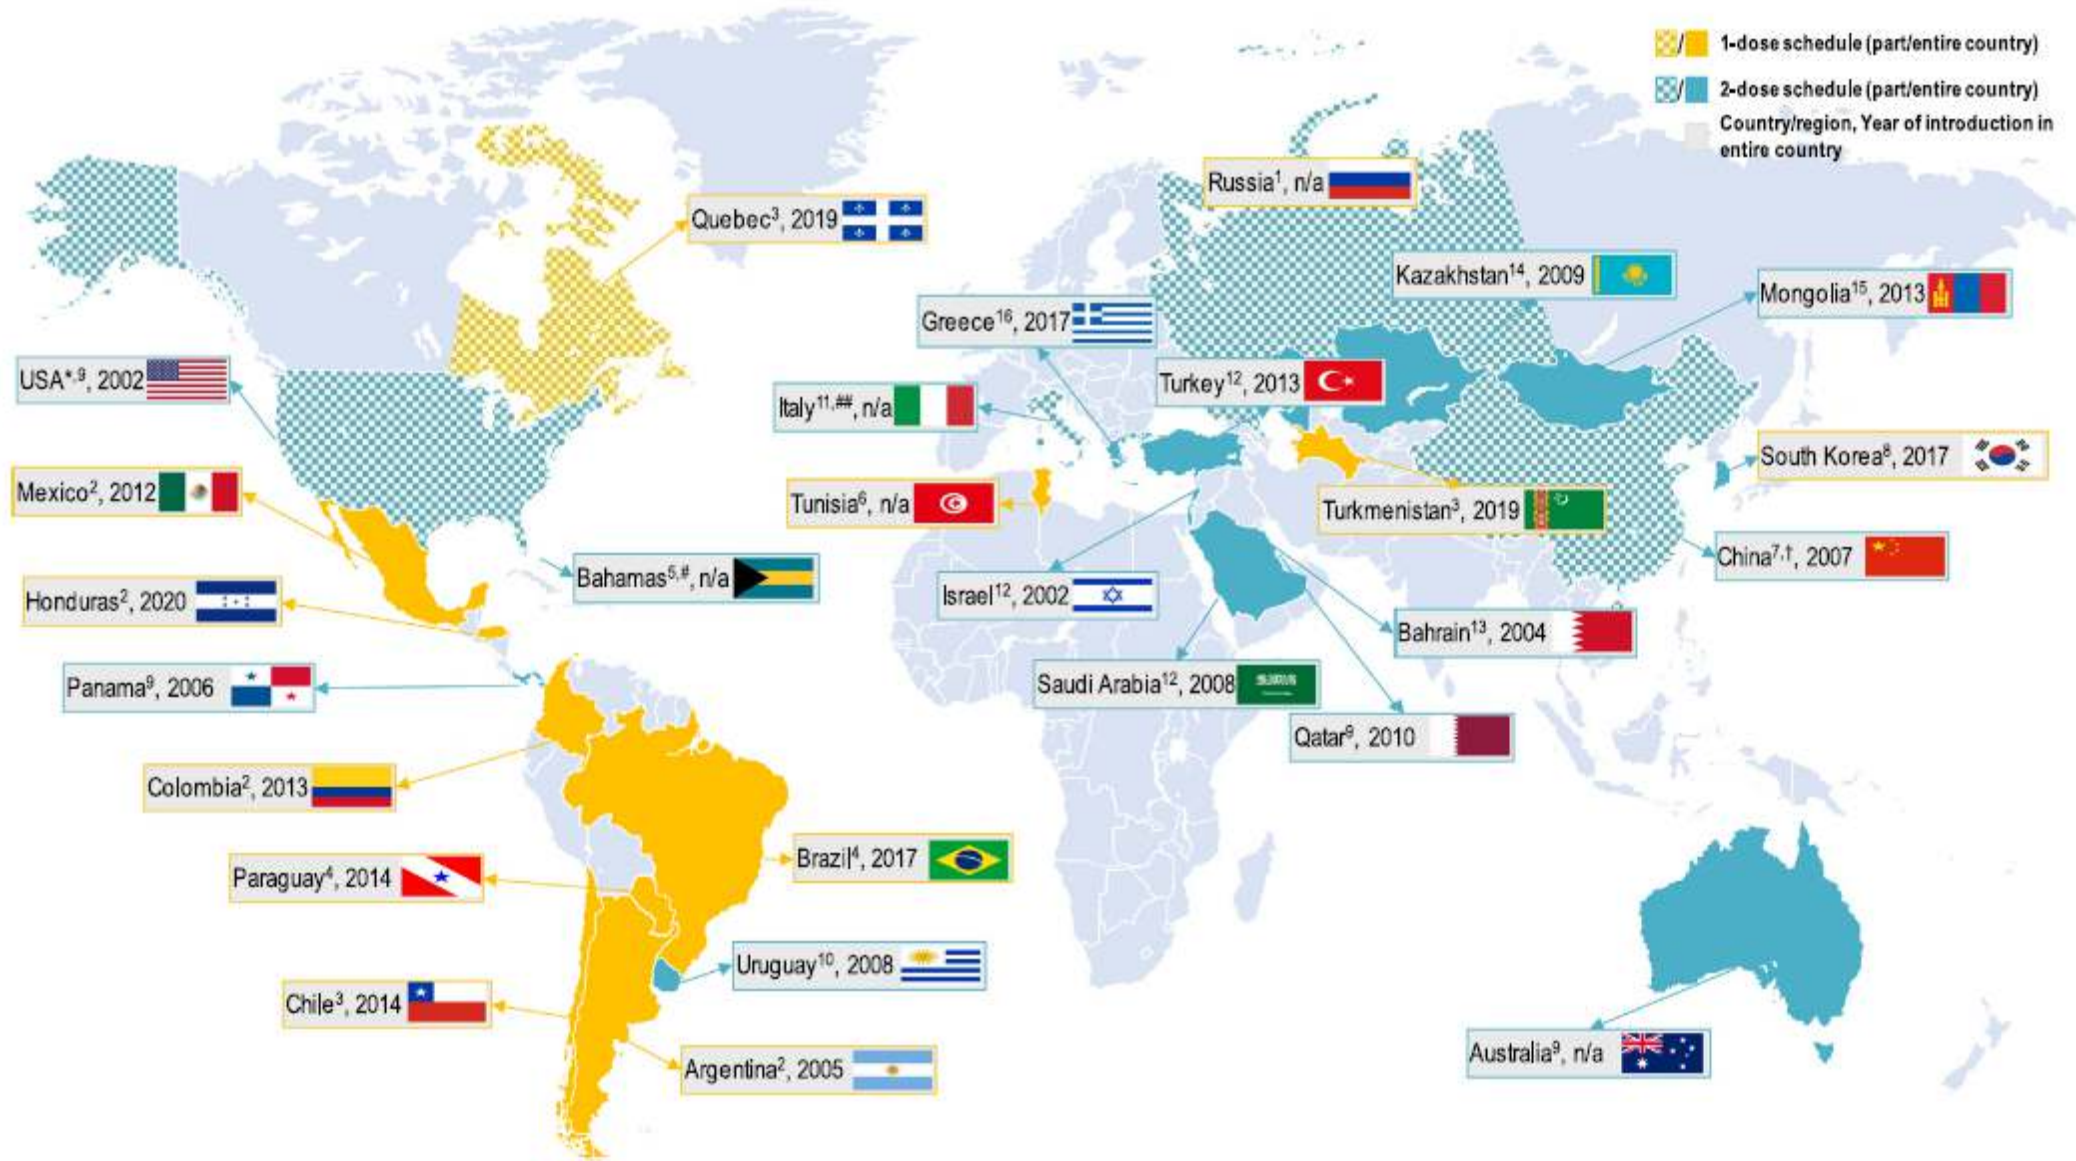 1-dose schedule (part/entire country)
2-dose schedule (part/entire country)
Country/region, Year of introduction in
entire country
Russia¹, n/a
Quebec³, 2019
Kazakhstan¹⁴, 2009
Mongolia¹⁵, 2013
Greece¹⁶, 2017
USA*,⁹, 2002
Turkey¹², 2013
Italy¹¹,##, n/a
South Korea⁸, 2017
Mexico², 2012
Tunisia⁶, n/a
Turkmenistan³, 2019
China⁷,†, 2007
Bahamas⁵,#, n/a
Honduras², 2020
Israel¹², 2002
Bahrain¹³, 2004
Panama⁹, 2006
Saudi Arabia¹², 2008
Qatar⁹, 2010
Colombia², 2013
Brazil⁴, 2017
Paraguay⁴, 2014
Uruguay¹⁰, 2008
Chile³, 2014
Australia⁹, n/a
Argentina², 2005